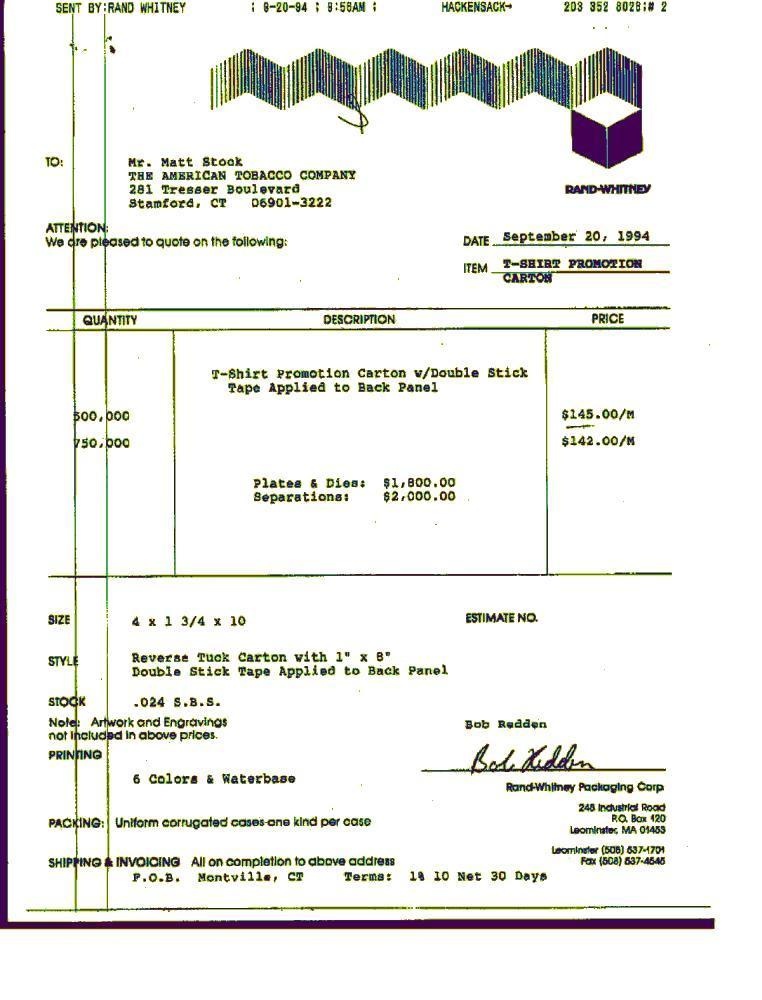 SENT BY:RAND WHITNEY ; 9-20-94 ; 9:58AM ; HACKENSACK→ 203 352 8028;# 2
RAND-WHITNEY
TO: Mr. Matt Stock
THE AMERICAN TOBACCO COMPANY
281 Tresser Boulevard
Stamford, CT 06901-3222
ATTENTION:
We are pleased to quote on the following:
DATE September 20, 1994
ITEM T-SHIRT PROMOTION
CARTON
QUANTITY DESCRIPTION PRICE
T-Shirt Promotion Carton w/Double Stick
Tape Applied to Back Panel
500,000 $145.00/M
750,000 $142.00/M
Plates & Dies: $1,800.00
Separations: $2,000.00
SIZE 4 x 1 3/4 x 10 ESTIMATE NO.
STYLE Reverse Tuck Carton with 1" x 8"
Double Stick Tape Applied to Back Panel
STOCK .024 S.B.S.
Note: Artwork and Engravings
not included in above prices.
Bob Redden
PRINTING
Bob Redden
6 Colors & Waterbase
Rand-Whitney Packaging Corp.
248 Industrial Road
P.O. Box 120
Leominster, MA 01453
PACKING: Uniform corrugated cases-one kind per case
Leominster (508) 537-1701
Fax (508) 537-4546
SHIPPING & INVOICING All on completion to above address
F.O.B. Montville, CT Terms: 1% 10 Net 30 Days